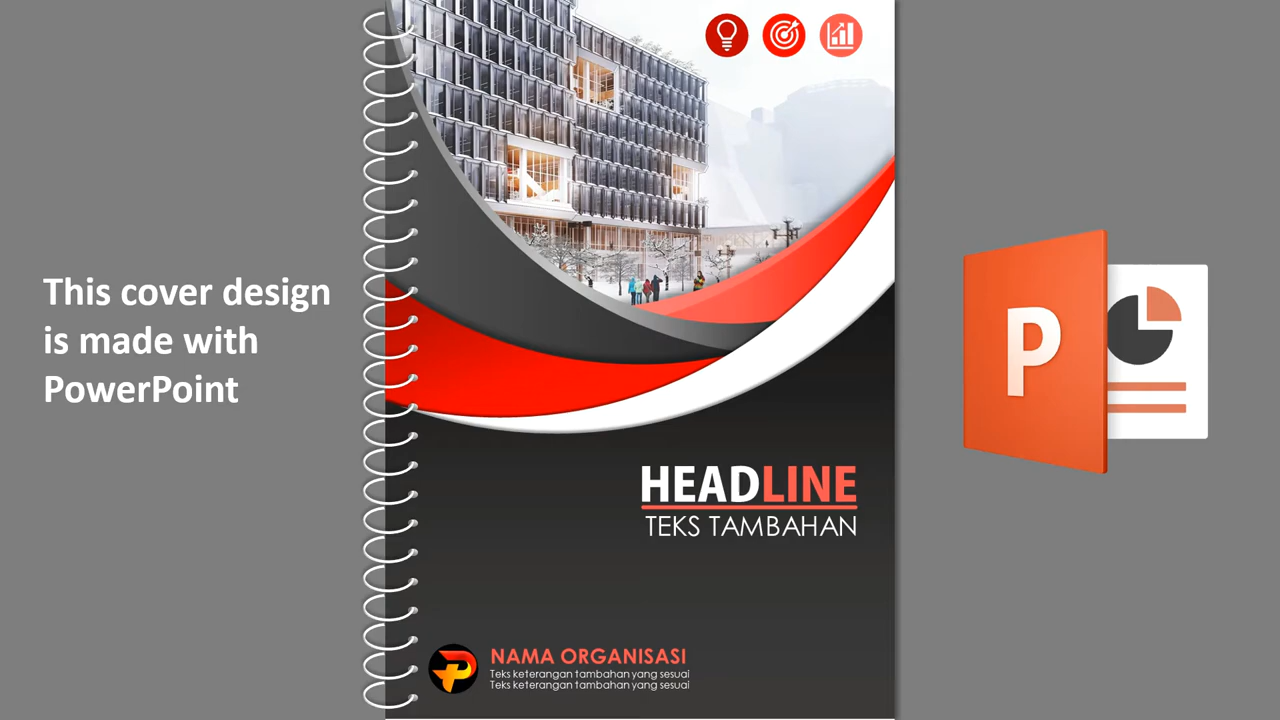 This cover design
is made with
PowerPoint
HEADLINE
TEKS TAMBAHAN
NAMA ORGANISASI
Teks keterangan tambahan yang sesuai
Teks keterangan tambahan yang sesuai
P